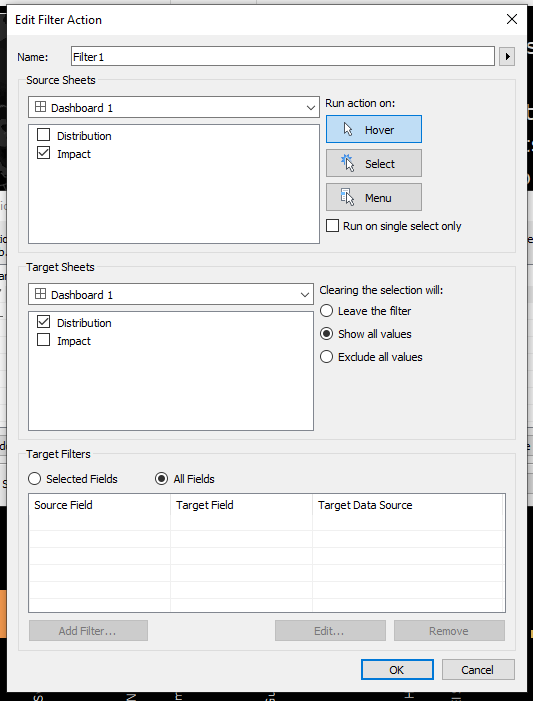 Edit Filter Action
Name: Filter1
Source Sheets
Dashboard 1
Distribution
Impact
Run action on:
Hover
Select
Menu
Run on single select only
Target Sheets
Dashboard 1
Distribution
Impact
Clearing the selection will:
Leave the filter
Show all values
Exclude all values
Target Filters
Selected Fields All Fields
Source Field Target Field Target Data Source
Add Filter... Edit... Remove
OK Cancel